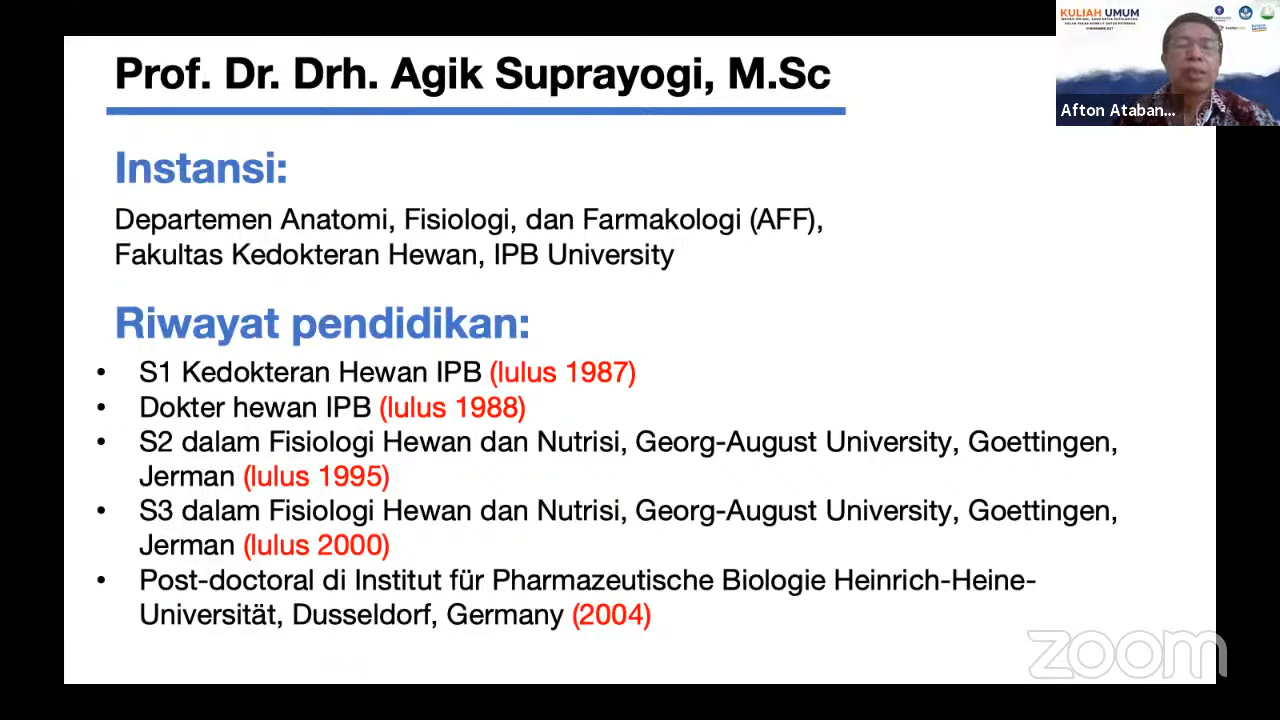 Prof. Dr. Drh. Agik Suprayogi, M.Sc
Instansi:
Departemen Anatomi, Fisiologi, dan Farmakologi (AFF),
Fakultas Kedokteran Hewan, IPB University
Riwayat pendidikan:
• S1 Kedokteran Hewan IPB (lulus 1987)
• Dokter hewan IPB (lulus 1988)
• S2 dalam Fisiologi Hewan dan Nutrisi, Georg-August University, Goettingen,
Jerman (lulus 1995)
• S3 dalam Fisiologi Hewan dan Nutrisi, Georg-August University, Goettingen,
Jerman (lulus 2000)
• Post-doctoral di Institut für Pharmazeutische Biologie Heinrich-Heine-
Universität, Dusseldorf, Germany (2004)
KULIAH UMUM
Afton Ataban...
zoom